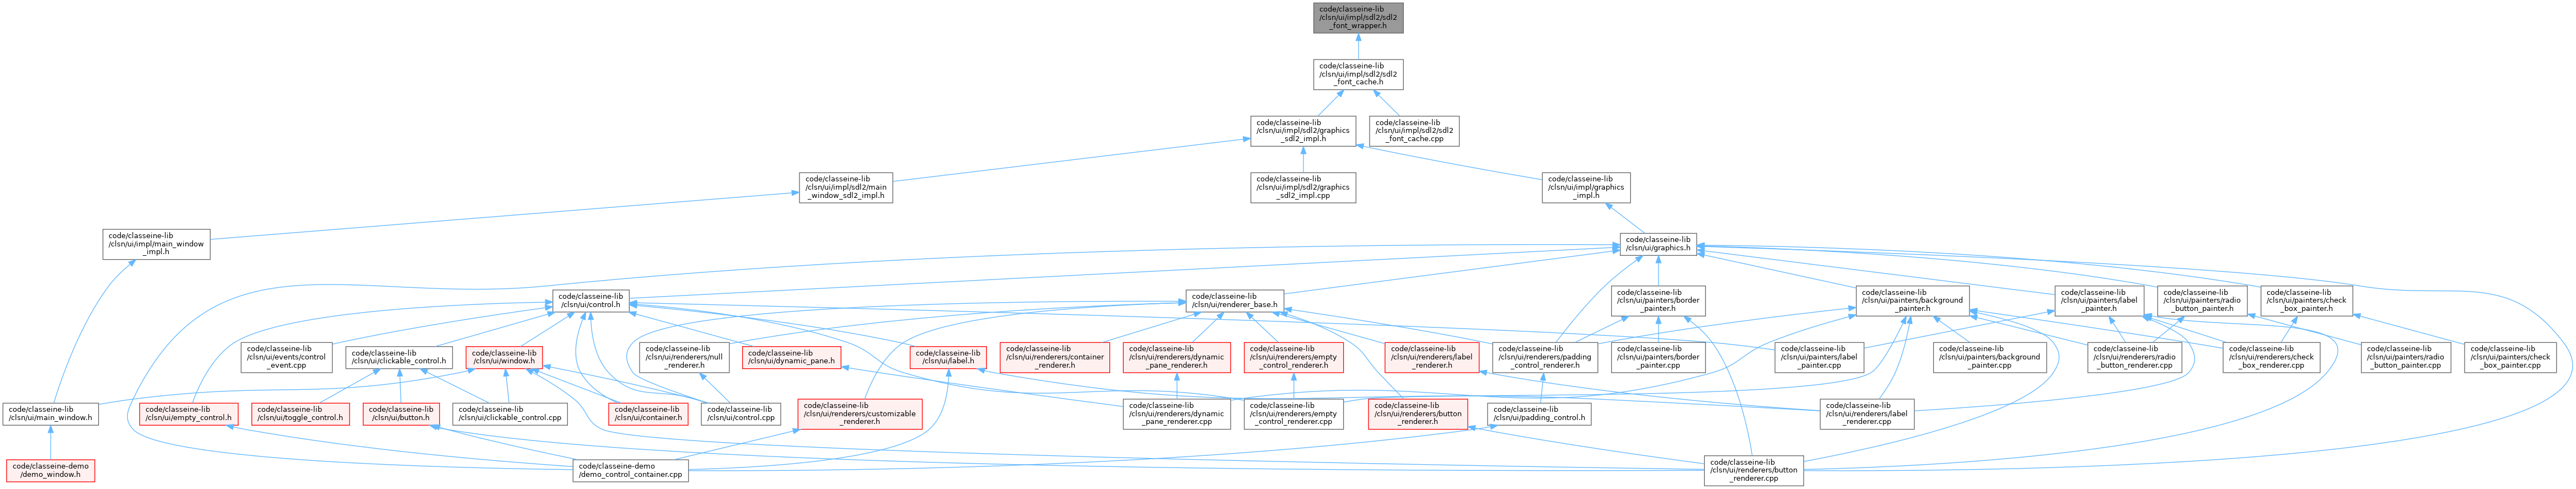 code/classeine-lib
/clsn/ui/impl/sdl2/sdl2
_font_wrapper.h
code/classeine-lib
/clsn/ui/impl/sdl2/sdl2
_font_cache.h
code/classeine-lib
/clsn/ui/impl/sdl2/graphics
_sdl2_impl.h
code/classeine-lib
/clsn/ui/impl/sdl2/sdl2
_font_cache.cpp
code/classeine-lib
/clsn/ui/impl/sdl2/main
_window_sdl2_impl.h
code/classeine-lib
/clsn/ui/impl/sdl2/graphics
_sdl2_impl.cpp
code/classeine-lib
/clsn/ui/impl/graphics
_impl.h
code/classeine-lib
/clsn/ui/impl/main_window
_impl.h
code/classeine-lib
/clsn/ui/graphics.h
code/classeine-lib
/clsn/ui/control.h
code/classeine-lib
/clsn/ui/renderer_base.h
code/classeine-lib
/clsn/ui/painters/border
_painter.h
code/classeine-lib
/clsn/ui/painters/background
_painter.h
code/classeine-lib
/clsn/ui/painters/label
_painter.h
code/classeine-lib
/clsn/ui/painters/radio
_button_painter.h
code/classeine-lib
/clsn/ui/painters/check
_box_painter.h
code/classeine-lib
/clsn/ui/events/control
_event.cpp
code/classeine-lib
/clsn/ui/clickable_control.h
code/classeine-lib
/clsn/ui/window.h
code/classeine-lib
/clsn/ui/renderers/null
_renderer.h
code/classeine-lib
/clsn/ui/dynamic_pane.h
code/classeine-lib
/clsn/ui/label.h
code/classeine-lib
/clsn/ui/renderers/container
_renderer.h
code/classeine-lib
/clsn/ui/renderers/dynamic
_pane_renderer.h
code/classeine-lib
/clsn/ui/renderers/empty
_control_renderer.h
code/classeine-lib
/clsn/ui/renderers/label
_renderer.h
code/classeine-lib
/clsn/ui/renderers/padding
_control_renderer.h
code/classeine-lib
/clsn/ui/painters/border
_painter.cpp
code/classeine-lib
/clsn/ui/painters/label
_painter.cpp
code/classeine-lib
/clsn/ui/painters/background
_painter.cpp
code/classeine-lib
/clsn/ui/renderers/radio
_button_renderer.cpp
code/classeine-lib
/clsn/ui/renderers/check
_box_renderer.cpp
code/classeine-lib
/clsn/ui/painters/radio
_button_painter.cpp
code/classeine-lib
/clsn/ui/painters/check
_box_painter.cpp
code/classeine-lib
/clsn/ui/main_window.h
code/classeine-lib
/clsn/ui/empty_control.h
code/classeine-lib
/clsn/ui/toggle_control.h
code/classeine-lib
/clsn/ui/button.h
code/classeine-lib
/clsn/ui/clickable_control.cpp
code/classeine-lib
/clsn/ui/container.h
code/classeine-lib
/clsn/ui/control.cpp
code/classeine-lib
/clsn/ui/renderers/customizable
_renderer.h
code/classeine-lib
/clsn/ui/renderers/dynamic
_pane_renderer.cpp
code/classeine-lib
/clsn/ui/renderers/empty
_control_renderer.cpp
code/classeine-lib
/clsn/ui/renderers/button
_renderer.h
code/classeine-lib
/clsn/ui/padding_control.h
code/classeine-lib
/clsn/ui/renderers/label
_renderer.cpp
code/classeine-demo
/demo_window.h
code/classeine-demo
/demo_control_container.cpp
code/classeine-lib
/clsn/ui/renderers/button
_renderer.cpp